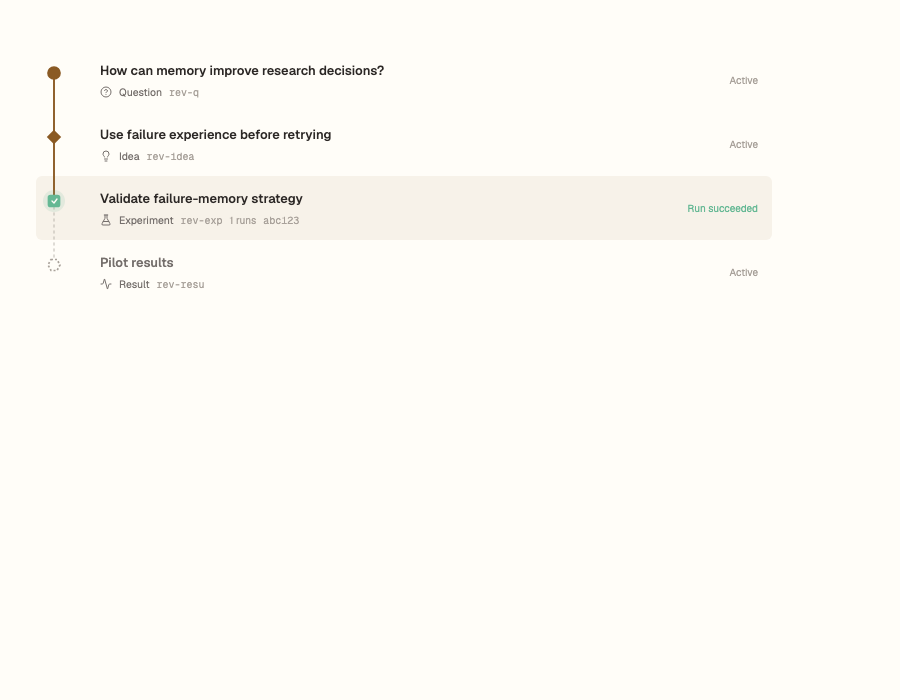 How can memory improve research decisions?
Active
Question rev-q
Use failure experience before retrying
Active
Idea rev-idea
Validate failure-memory strategy
Run succeeded
Experiment rev-exp 1 runs abc123
Pilot results
Active
Result rev-resu